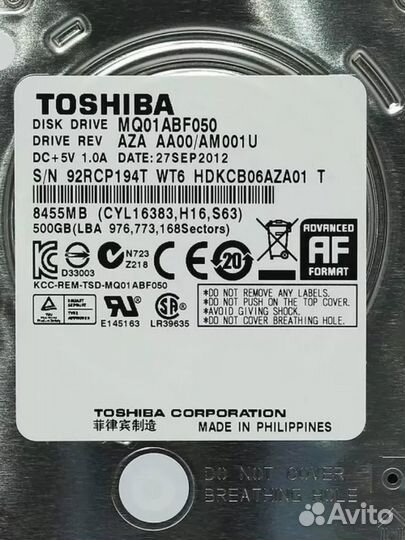 TOSHIBA
DISK DRIVE MQ01ABF050
DRIVE REV AZA AA00/AM001U
DC+5V 1.0A DATE:27SEP2012
S/N 92RCP194T WT6 HDKCB06AZA01 T
8455MB (CYL16383,H16,S63)
500GB(LBA 976,773,168Sectors)
D33003
N723
Z218
20
ADVANCED
AF
FORMAT
KCC-REM-TSD-MQ01ABF050
E145163
LR39635
*DO NOT REMOVE ANY LABELS.
*DO NOT PUSH ON THE TOP COVER.
*AVOID GIVING SHOCK.
*DO NOT COVER BREATHING HOLE.
TOSHIBA CORPORATION
菲律宾制造 MADE IN PHILIPPINES
DO NOT COVER
BREATHING HOLE
Avito